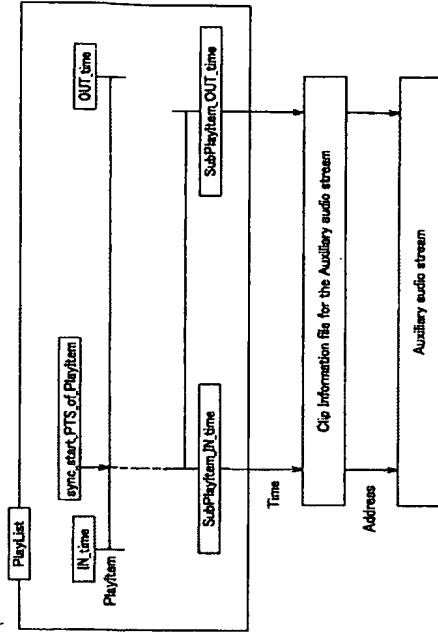 PlayList
IN_time
sync_start_PTS_of_PlayItem
OUT_time
PlayItem
SubPlayItem_IN_time
SubPlayItem_OUT_time
Time
Clip Information file for the Auxiliary audio stream
Address
Auxiliary audio stream